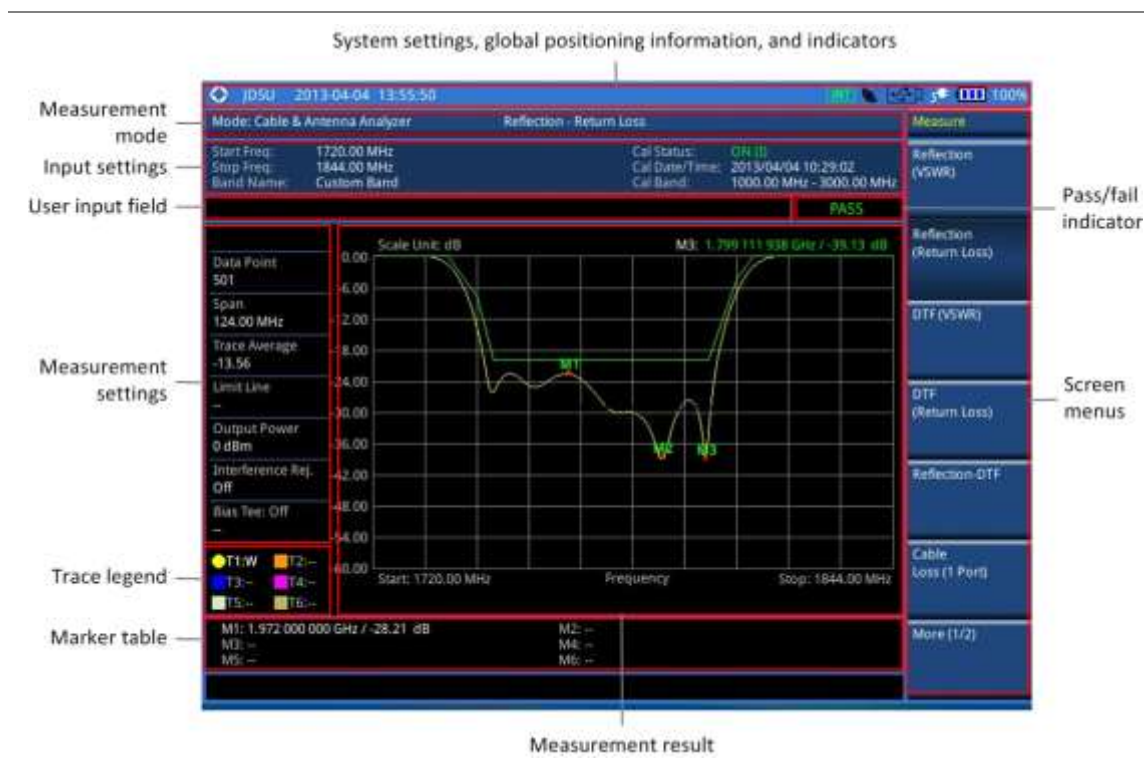 System settings, global positioning information, and indicators
JDSU 2013-04-04 13:55:50
INT
100%
Measurement
mode
Mode: Cable & Antenna Analyzer Reflection - Return Loss
Measure
Input settings
Start Freq: 1720.00 MHz Cal Status: ON (I)
Stop Freq: 1844.00 MHz Cal Date/Time: 2013/04/04 10:29:02
Band Name: Custom Band Cal Band: 1000.00 MHz - 3000.00 MHz
User input field
PASS
Pass/fail
indicator
Reflection
(VSWR)
Reflection
(Return Loss)
DTF (VSWR)
DTF
(Return Loss)
Reflection-DTF
Cable
Loss (1 Port)
More (1/2)
Screen
menus
Measurement
settings
Data Point
501
Span
124.00 MHz
Trace Average
-13.56
Limit Line
--
Output Power
0 dBm
Interference Rej.
Off
Bias Tee: Off
--
Scale Unit: dB M3: 1.799 111 938 GHz / -39.13 dB
0.00
-6.00
-12.00
-18.00
-24.00
-30.00
-36.00
-42.00
-48.00
-54.00
-60.00
M1
M2 M3
Start: 1720.00 MHz Frequency Stop: 1844.00 MHz
Trace legend
T1:W T2:--
T3:-- T4:--
T5:-- T6:--
Marker table
M1: 1.972 000 000 GHz / -28.21 dB M2: --
M3: -- M4: --
M5: -- M6: --
Measurement result